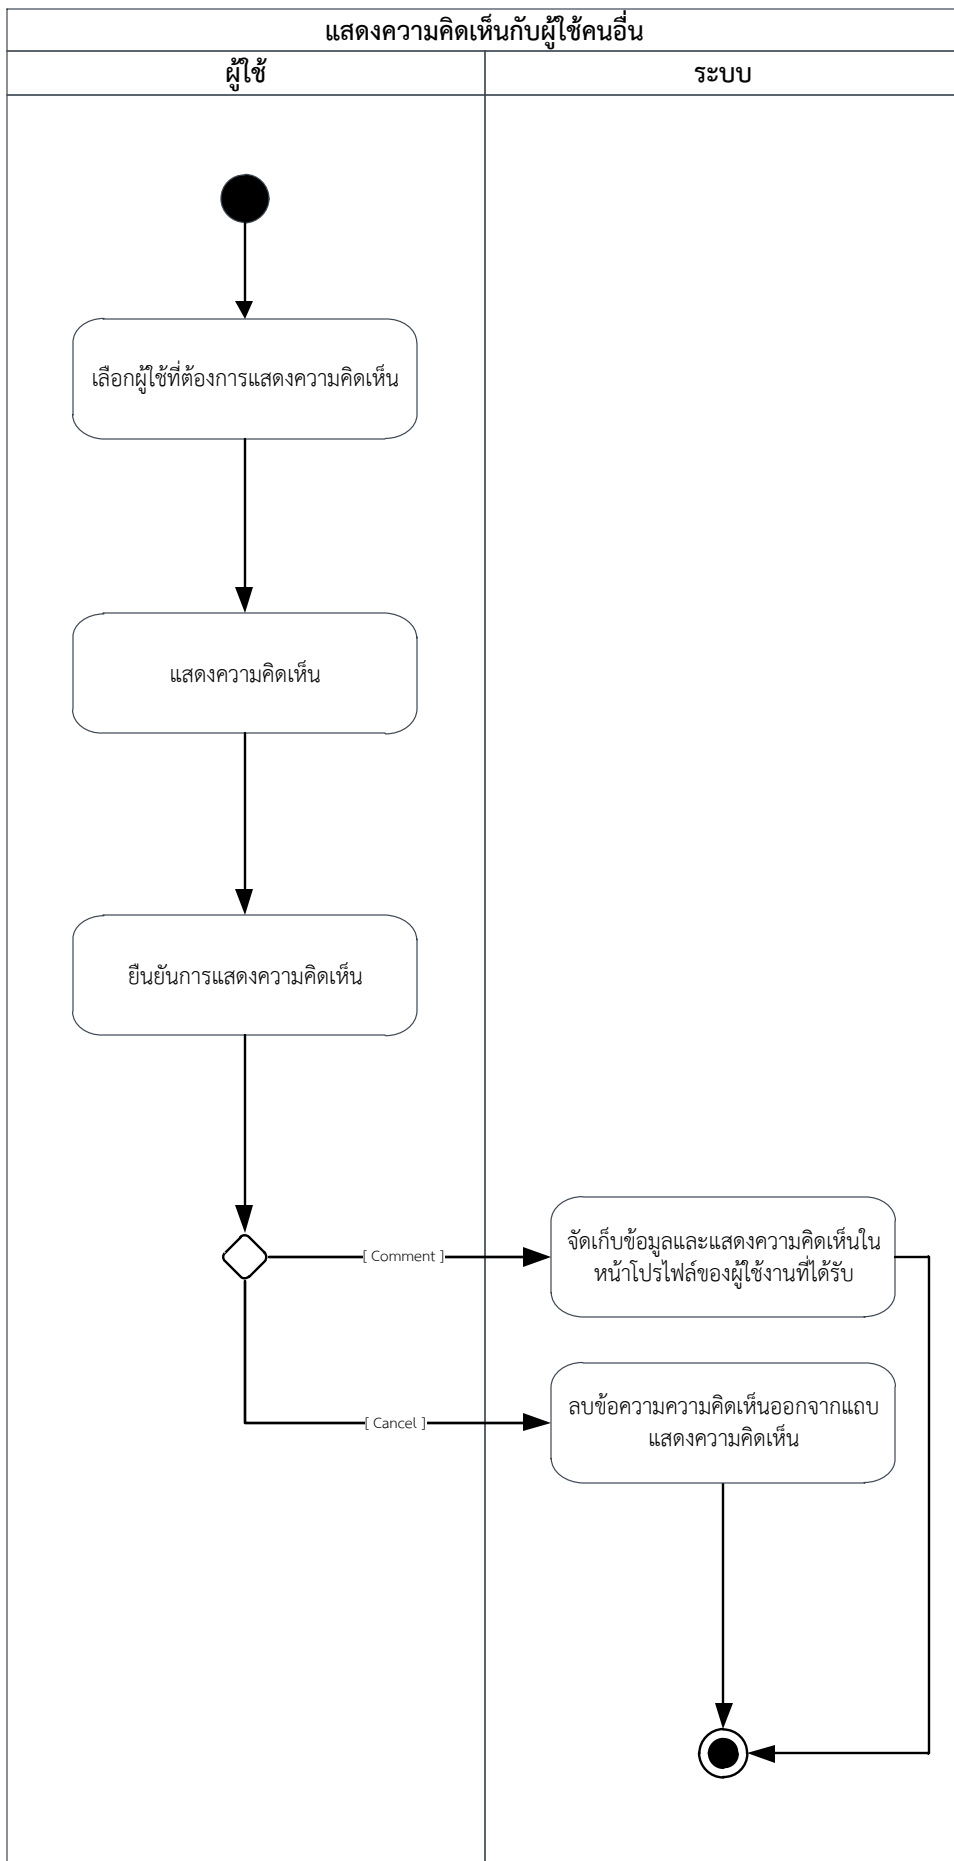 แสดงความคิดเห็นกับผู้ใช้คนอื่น
ผู้ใช้
ระบบ
เลือกผู้ใช้ที่ต้องการแสดงความคิดเห็น
แสดงความคิดเห็น
ยืนยันการแสดงความคิดเห็น
[ Comment ]
จัดเก็บข้อมูลและแสดงความคิดเห็นใน
หน้าโปรไฟล์ของผู้ใช้งานที่ได้รับ
[ Cancel ]
ลบข้อความความคิดเห็นออกจากแถบ
แสดงความคิดเห็น